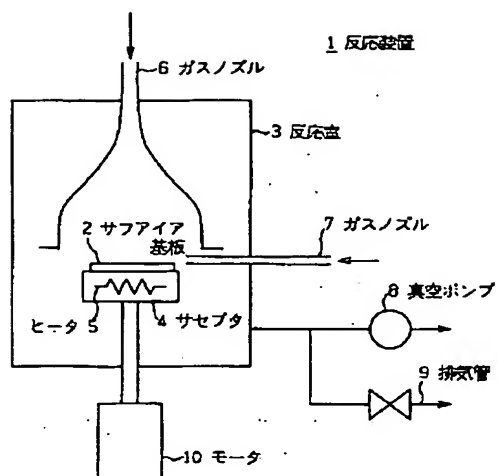 1 反応装置
6 ガスノズル
3 反応室
7 ガスノズル
2 サファイア
基板
8 真空ポンプ
ヒータ 5
4 サセプタ
9 排気管
10 モータ